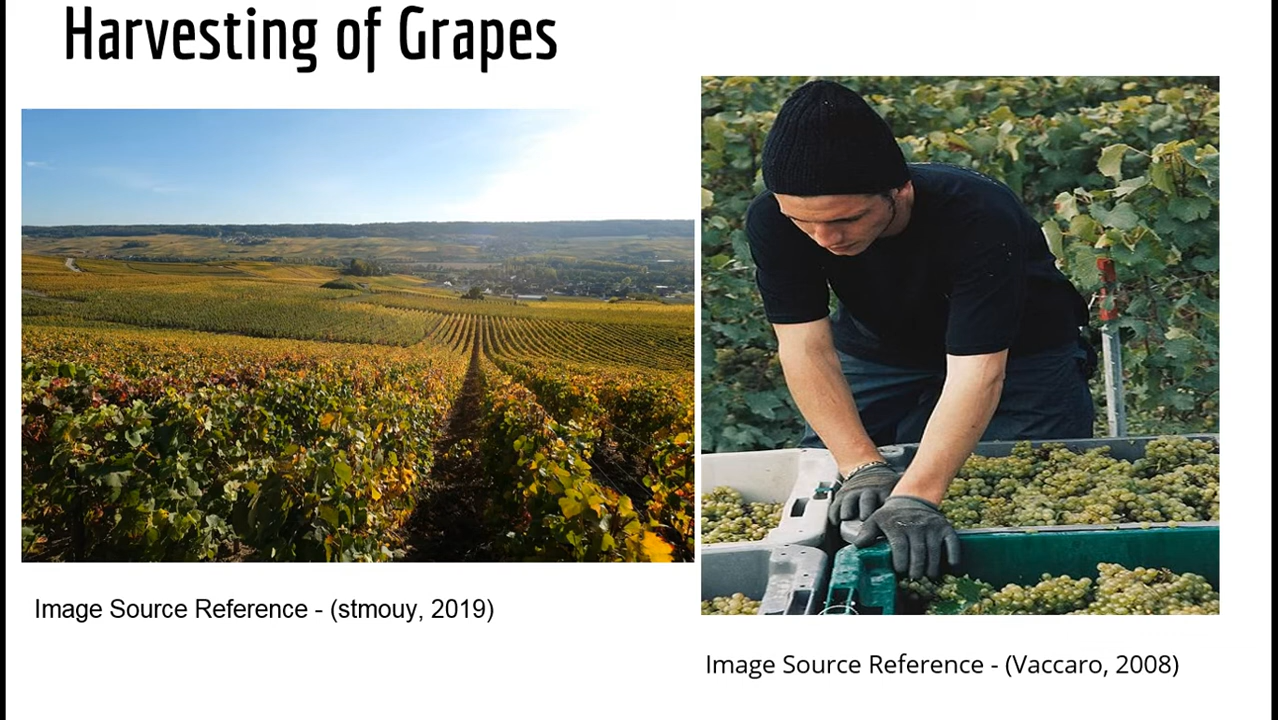 Harvesting of Grapes
Image Source Reference - (stmouy, 2019)
Image Source Reference - (Vaccaro, 2008)